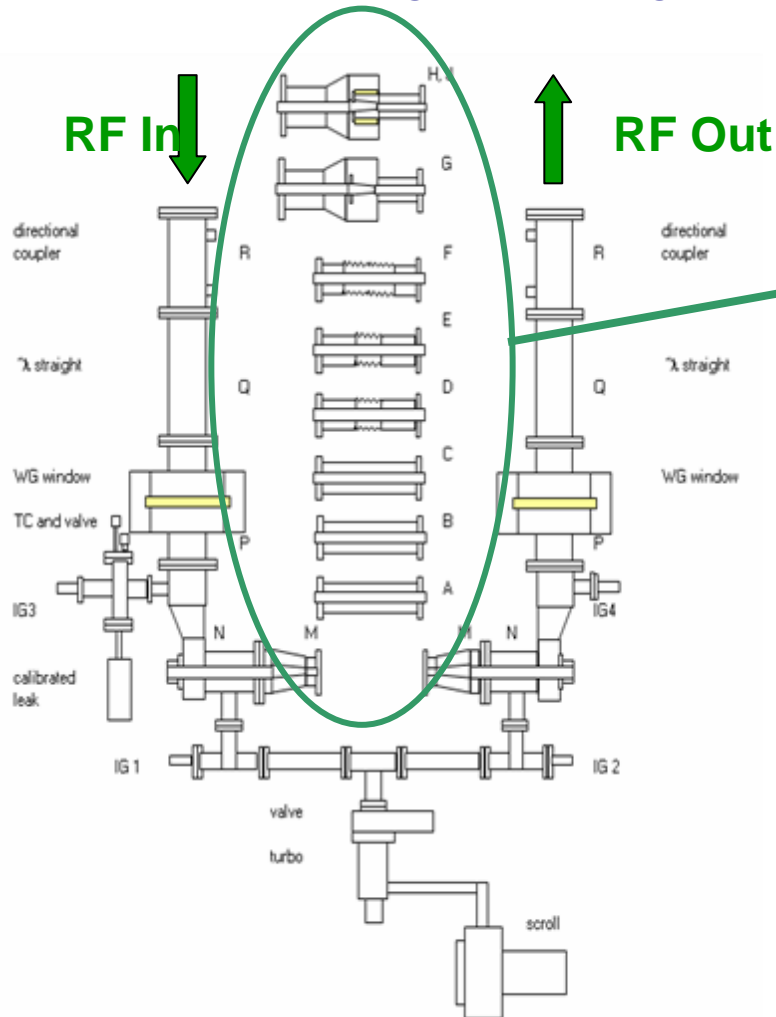 H, J
RF In
RF Out
G
directional
coupler
R
F
R
directional
coupler
E
λ straight
Q
D
Q
λ straight
C
WG window
WG window
TC and valve
B
P
P
A
IG3
IG4
N
M
M
N
calibrated
leak
IG 1
IG 2
valve
turbo
scroll